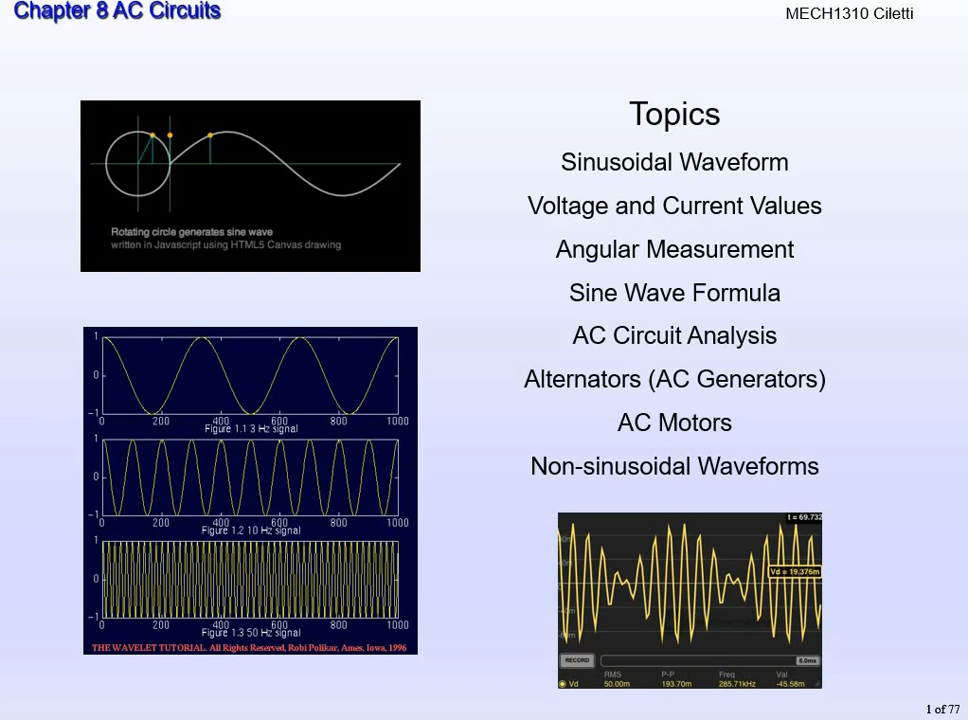 Chapter 8 AC Circuits
MECH1310 Ciletti
Rotating circle generates sine wave
written in Javascript using HTML5 Canvas drawing
Topics
Sinusoidal Waveform
Voltage and Current Values
Angular Measurement
Sine Wave Formula
AC Circuit Analysis
Alternators (AC Generators)
AC Motors
Non-sinusoidal Waveforms
1
0
-1
0 200 400 600 800 1000
Figure 1.1 3 Hz signal
1
0
-1
0 200 400 600 800 1000
Figure 1.2 10 Hz signal
1
0
-1
0 200 400 600 800 1000
Figure 1.3 50 Hz signal
THE WAVELET TUTORIAL. All Rights Reserved, Robi Polikar, Ames, Iowa, 1996
t = 69.732
Vd = 19.376m
RECORD
6.0ms
RMS P-P Freq Val
Vd 50.00m 193.70m 285.71kHz -45.58m
1 of 77